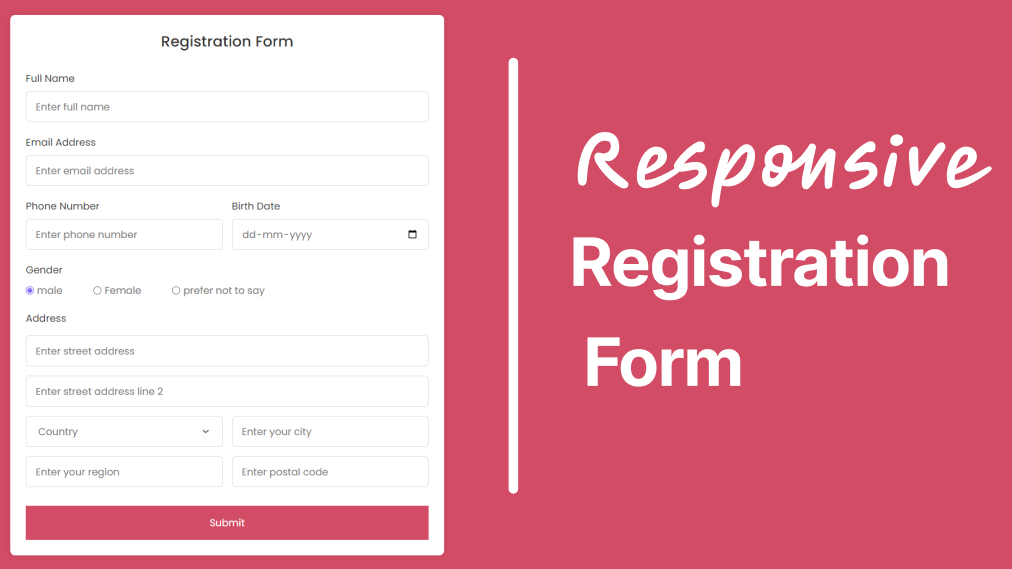 Registration Form
Full Name
Enter full name
Email Address
Enter email address
Phone Number Birth Date
Enter phone number dd-mm-yyyy
Gender
male Female prefer not to say
Address
Enter street address
Enter street address line 2
Country Enter your city
Enter your region Enter postal code
Submit
Responsive
Registration
Form